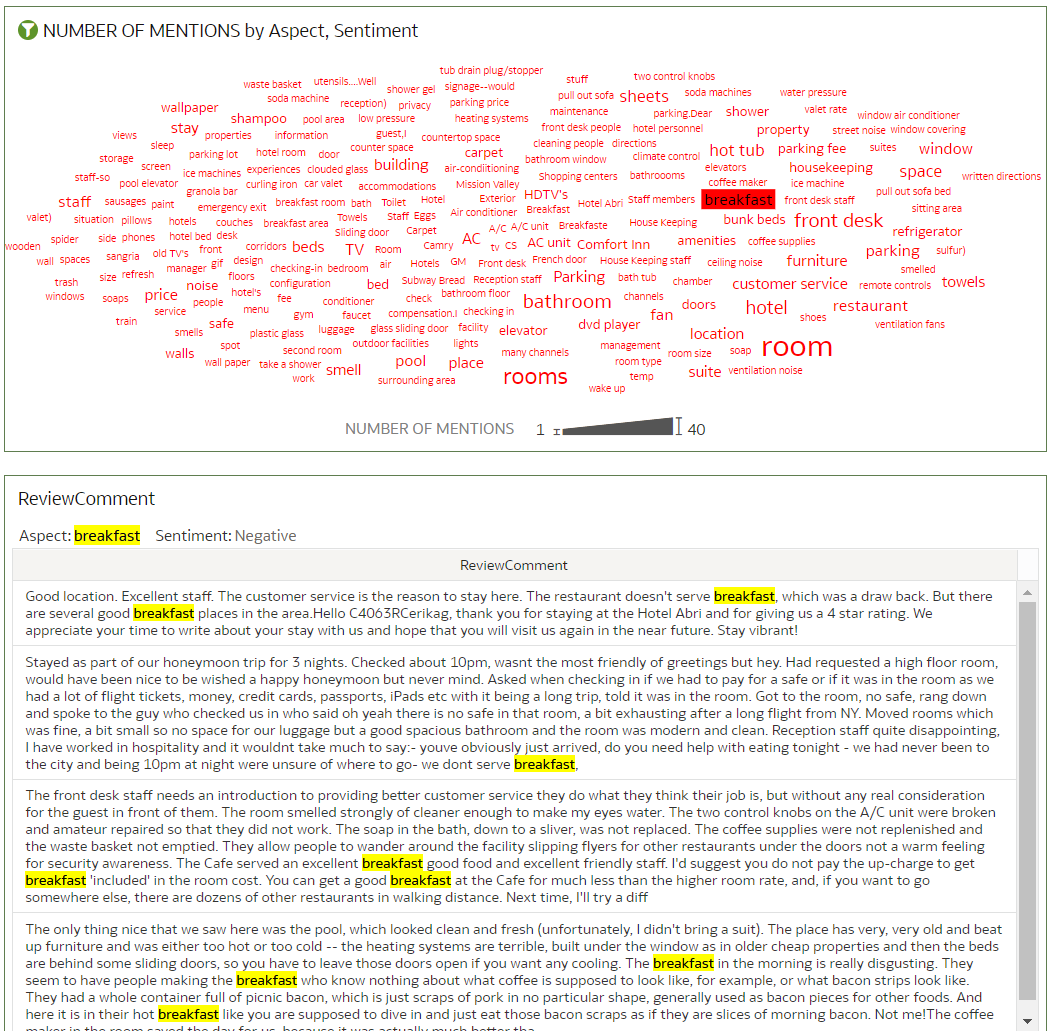 NUMBER OF MENTIONS by Aspect, Sentiment
tub drain plug/stopper
waste basket utensils....Well shower gel signage--would stuff two control knobs
soda machine reception) privacy parking price pull out sofa sheets soda machines water pressure
wallpaper shampoo pool area low pressure heating systems maintenance parking.Dear shower valet rate window air conditioner
stay properties information guest,I countertop space front desk people hotel personnel property street noise window covering
views sleep counter space cleaning people directions
storage parking lot hotel room door carpet bathroom window climate control hot tub parking fee suites window
screen ice machines experiences clouded glass building air-conditiioning Shopping centers bathrooms elevators housekeeping space written directions
staff-so pool elevator curling iron car valet accommodations Mission Valley coffee maker ice machine
granola bar HDTV's pull out sofa bed
staff sausages paint emergency exit breakfast room bath Toilet Hotel Exterior Hotel Abri Staff members breakfast front desk staff sitting area
valet) situation pillows hotels couches breakfast area Towels Staff Eggs Air conditioner Breakfast House Keeping bunk beds front desk
wooden spider side phones hotel bed desk Sliding door Carpet A/C A/C unit Breakfaste refrigerator
wall spaces sangria old TV's front corridors beds TV Room Camry AC tv CS AC unit Comfort Inn amenities coffee supplies parking sulfur)
trash size refresh manager gif design checking-in bedroom air Hotels GM Front desk French door House Keeping staff ceiling noise furniture smelled
windows soaps price noise floors configuration bed Subway Bread Reception staff Parking bath tub chamber customer service remote controls towels
service people hotel's fee conditioner check bathroom floor bathroom channels doors hotel restaurant
train safe menu gym faucet compensation.I checking in fan shoes
smells plastic glass luggage glass sliding door facility elevator dvd player location ventilation fans
walls spot second room outdoor facilities lights many channels management room size soap room
wall paper take a shower smell pool place room type
work surrounding area rooms temp suite ventilation noise
wake up
NUMBER OF MENTIONS 1 40
ReviewComment
Aspect: breakfast Sentiment: Negative
ReviewComment
Good location. Excellent staff. The customer service is the reason to stay here. The restaurant doesn't serve breakfast, which was a draw back. But there
are several good breakfast places in the area.Hello C4063RCerikag, thank you for staying at the Hotel Abri and for giving us a 4 star rating. We
appreciate your time to write about your stay with us and hope that you will visit us again in the near future. Stay vibrant!
Stayed as part of our honeymoon trip for 3 nights. Checked about 10pm, wasnt the most friendly of greetings but hey. Had requested a high floor room,
would have been nice to be wished a happy honeymoon but never mind. Asked when checking in if we had to pay for a safe or if it was in the room as we
had a lot of flight tickets, money, credit cards, passports, iPads etc with it being a long trip, told it was in the room. Got to the room, no safe, rang down
and spoke to the guy who checked us in who said oh yeah there is no safe in that room, a bit exhausting after a long flight from NY. Moved rooms which
was fine, a bit small so no space for our luggage but a good spacious bathroom and the room was modern and clean. Reception staff quite disappointing,
I have worked in hospitality and it wouldnt take much to say:- youve obviously just arrived, do you need help with eating tonight - we had never been to
the city and being 10pm at night were unsure of where to go- we dont serve breakfast,
The front desk staff needs an introduction to providing better customer service they do what they think their job is, but without any real consideration
for the guest in front of them. The room smelled strongly of cleaner enough to make my eyes water. The two control knobs on the A/C unit were broken
and amateur repaired so that they did not work. The soap in the bath, down to a sliver, was not replaced. The coffee supplies were not replenished and
the waste basket not emptied. They allow people to wander around the facility slipping flyers for other restaurants under the doors not a warm feeling
for security awareness. The Cafe served an excellent breakfast good food and excellent friendly staff. I'd suggest you do not pay the up-charge to get
breakfast 'included' in the room cost. You can get a good breakfast at the Cafe for much less than the higher room rate, and, if you want to go
somewhere else, there are dozens of other restaurants in walking distance. Next time, I'll try a diff
The only thing nice that we saw here was the pool, which looked clean and fresh (unfortunately, I didn't bring a suit). The place has very, very old and beat
up furniture and was either too hot or too cold -- the heating systems are terrible, built under the window as in older cheap properties and then the beds
are behind some sliding doors, so you have to leave those doors open if you want any cooling. The breakfast in the morning is really disgusting. They
seem to have people making the breakfast who know nothing about what coffee is supposed to look like, for example, or what bacon strips look like.
They had a whole container full of picnic bacon, which is just scraps of pork in no particular shape, generally used as bacon pieces for other foods. And
here it is in their hot breakfast like you are supposed to dive in and just eat those bacon scraps as if they are slices of morning bacon. Not me!The coffee
maker in the room saved the day for us, because it was actually much better tha